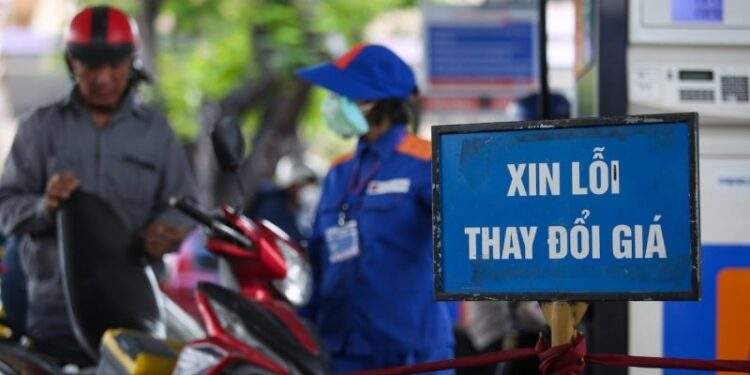 XIN LỖI
THAY ĐỔI GIÁ